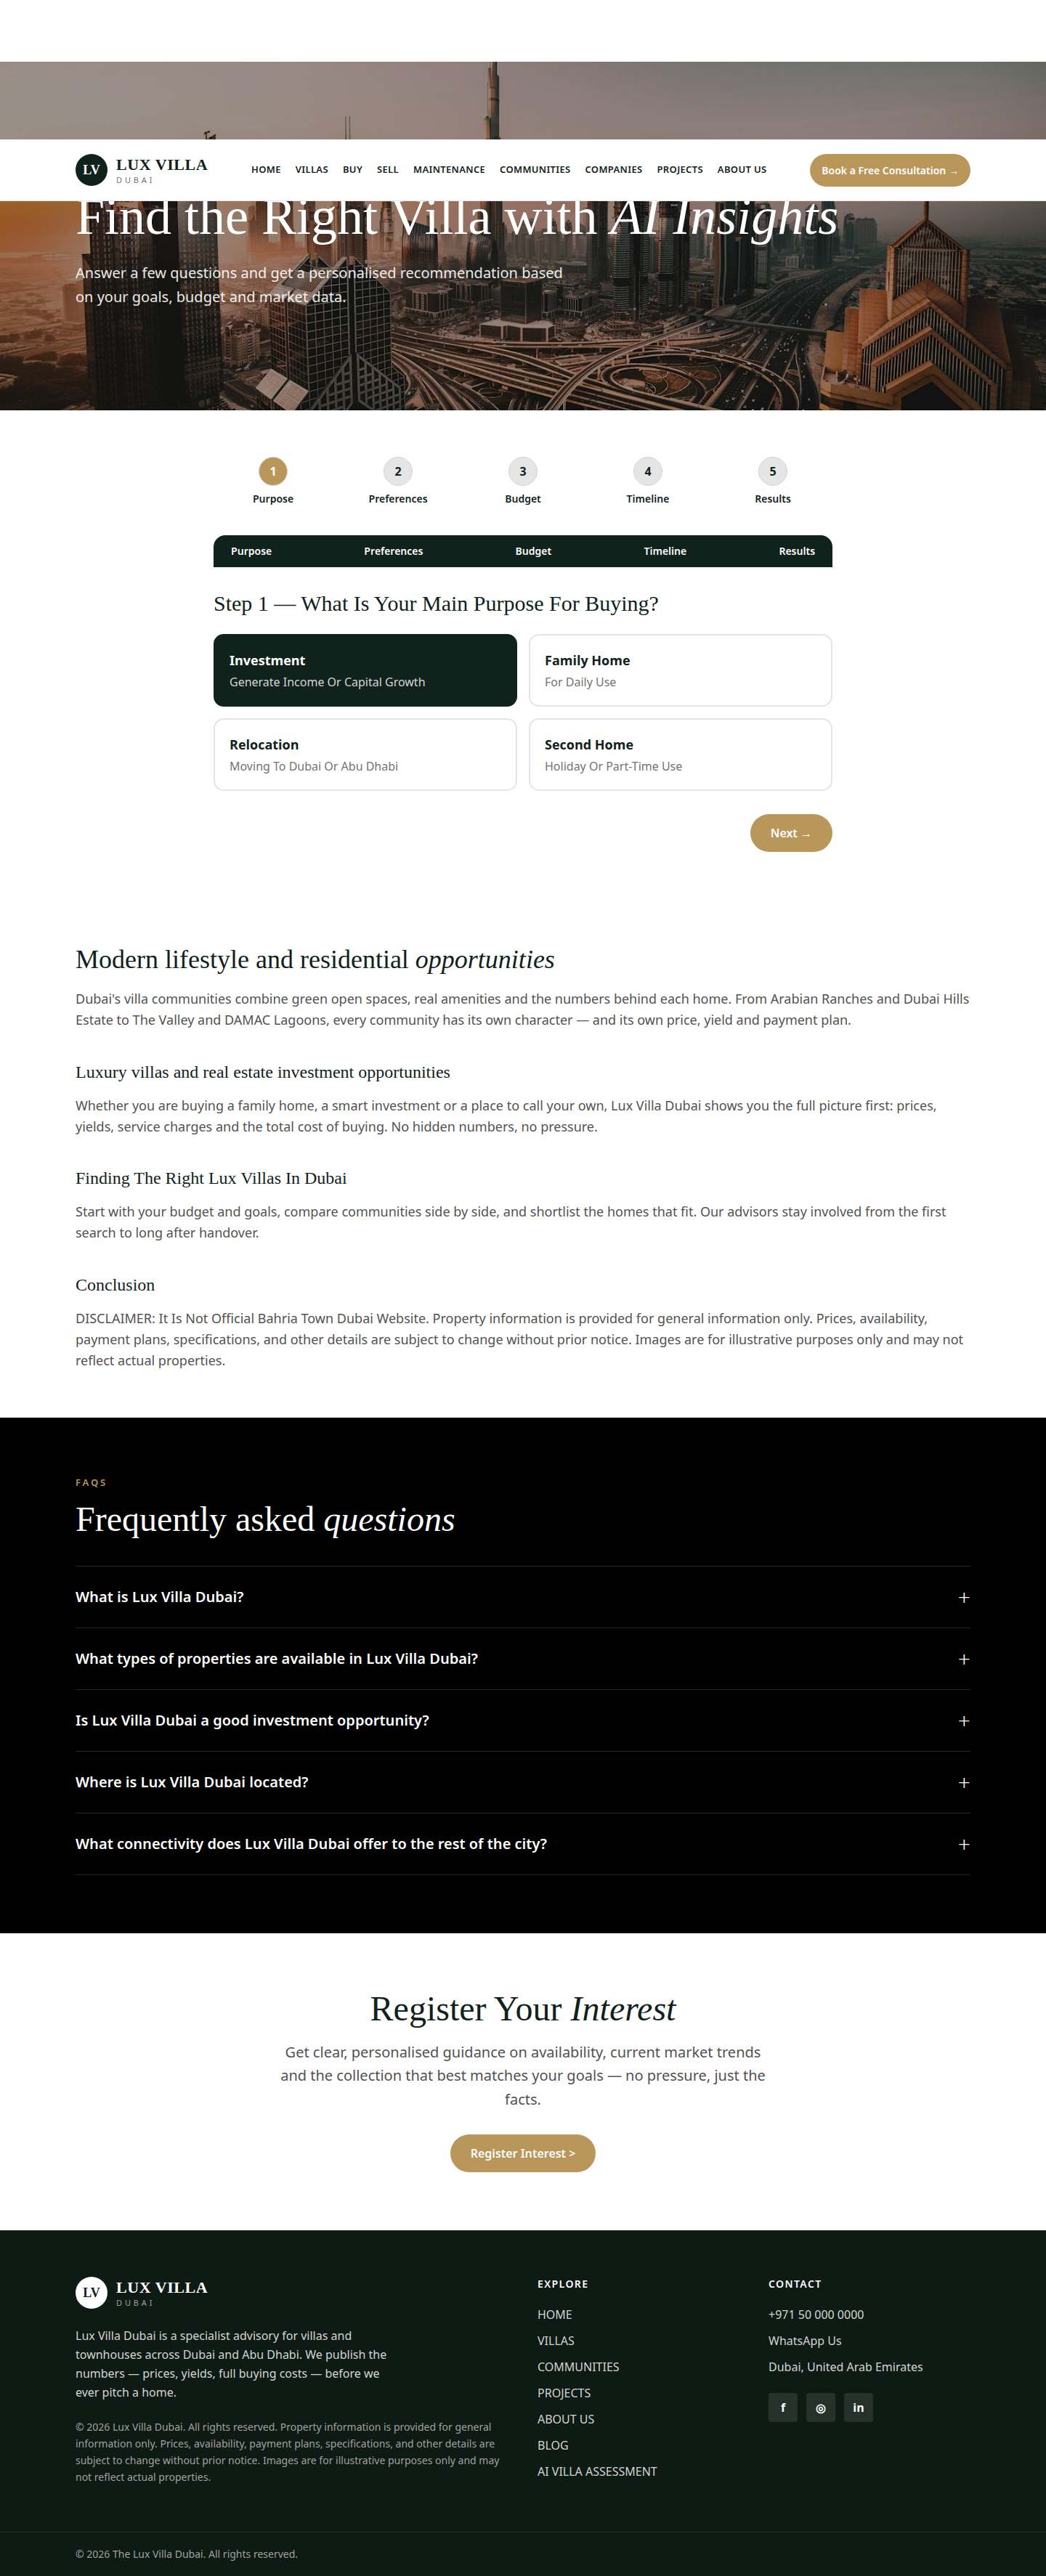 LV
LUX VILLA
DUBAI
HOME VILLAS BUY SELL MAINTENANCE COMMUNITIES COMPANIES PROJECTS ABOUT US
Book a Free Consultation →
Find the Right Villa with AI Insights
Answer a few questions and get a personalised recommendation based
on your goals, budget and market data.
1 2 3 4 5
Purpose Preferences Budget Timeline Results
Purpose Preferences Budget Timeline Results
Step 1 — What Is Your Main Purpose For Buying?
Investment
Generate Income Or Capital Growth
Family Home
For Daily Use
Relocation
Moving To Dubai Or Abu Dhabi
Second Home
Holiday Or Part-Time Use
Next →
Modern lifestyle and residential opportunities
Dubai's villa communities combine green open spaces, real amenities and the numbers behind each home. From Arabian Ranches and Dubai Hills
Estate to The Valley and DAMAC Lagoons, every community has its own character — and its own price, yield and payment plan.
Luxury villas and real estate investment opportunities
Whether you are buying a family home, a smart investment or a place to call your own, Lux Villa Dubai shows you the full picture first: prices,
yields, service charges and the total cost of buying. No hidden numbers, no pressure.
Finding The Right Lux Villas In Dubai
Start with your budget and goals, compare communities side by side, and shortlist the homes that fit. Our advisors stay involved from the first
search to long after handover.
Conclusion
DISCLAIMER: It Is Not Official Bahria Town Dubai Website. Property information is provided for general information only. Prices, availability,
payment plans, specifications, and other details are subject to change without prior notice. Images are for illustrative purposes only and may not
reflect actual properties.
FAQS
Frequently asked questions
What is Lux Villa Dubai? +
What types of properties are available in Lux Villa Dubai? +
Is Lux Villa Dubai a good investment opportunity? +
Where is Lux Villa Dubai located? +
What connectivity does Lux Villa Dubai offer to the rest of the city? +
Register Your Interest
Get clear, personalised guidance on availability, current market trends
and the collection that best matches your goals — no pressure, just the
facts.
Register Interest >
LV
LUX VILLA
DUBAI
Lux Villa Dubai is a specialist advisory for villas and
townhouses across Dubai and Abu Dhabi. We publish the
numbers — prices, yields, full buying costs — before we
ever pitch a home.
© 2026 Lux Villa Dubai. All rights reserved. Property information is provided for general
information only. Prices, availability, payment plans, specifications, and other details are
subject to change without prior notice. Images are for illustrative purposes only and may
not reflect actual properties.
EXPLORE
HOME
VILLAS
COMMUNITIES
PROJECTS
ABOUT US
BLOG
AI VILLA ASSESSMENT
CONTACT
+971 50 000 0000
WhatsApp Us
Dubai, United Arab Emirates
f ◎ in
© 2026 The Lux Villa Dubai. All rights reserved.